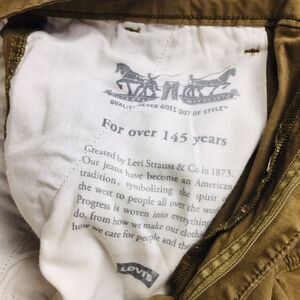 QUALITY NEVER GOES OUT OF STYLE™
For over 145 years
Created by Levi Strauss & Co in 1873.
Our jeans have become an American
tradition, symbolizing the spirit of
the west to people all over the
Progress is woven into everything
do, from how we make our clothes
how we care for people and the
LEVI'S